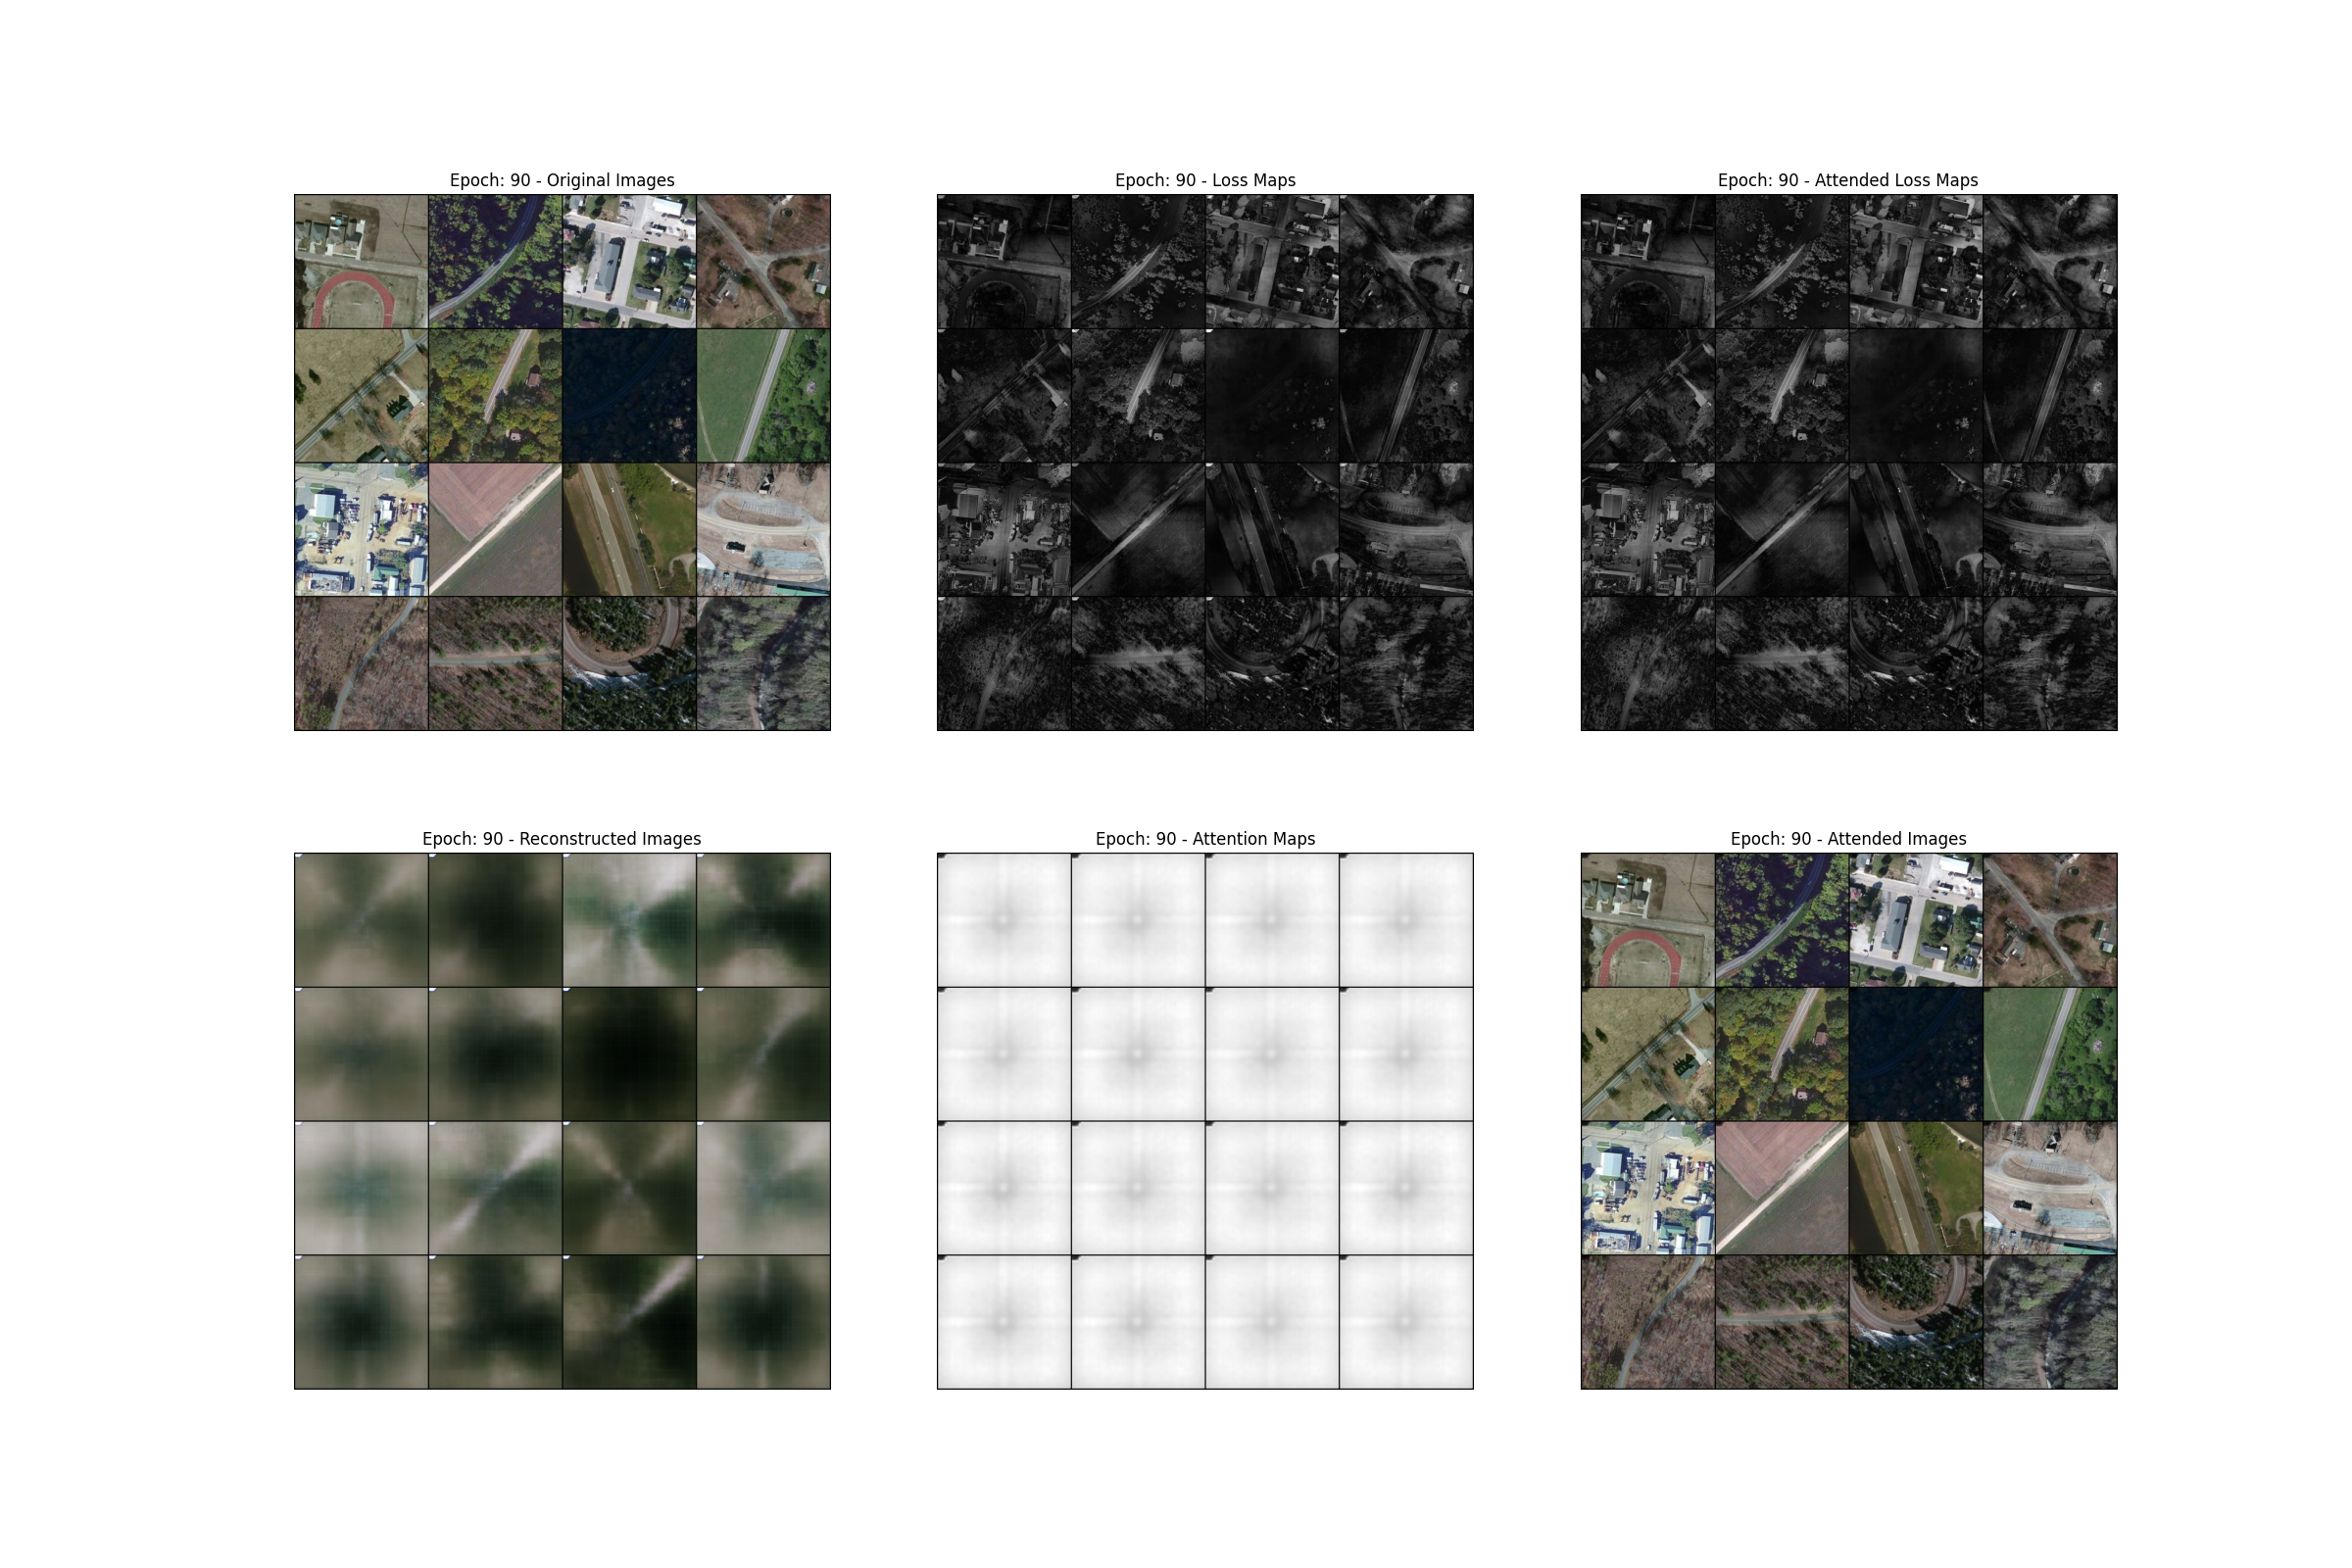 Epoch: 90 - Original Images
Epoch: 90 - Loss Maps
Epoch: 90 - Attended Loss Maps
Epoch: 90 - Reconstructed Images
Epoch: 90 - Attention Maps
Epoch: 90 - Attended Images